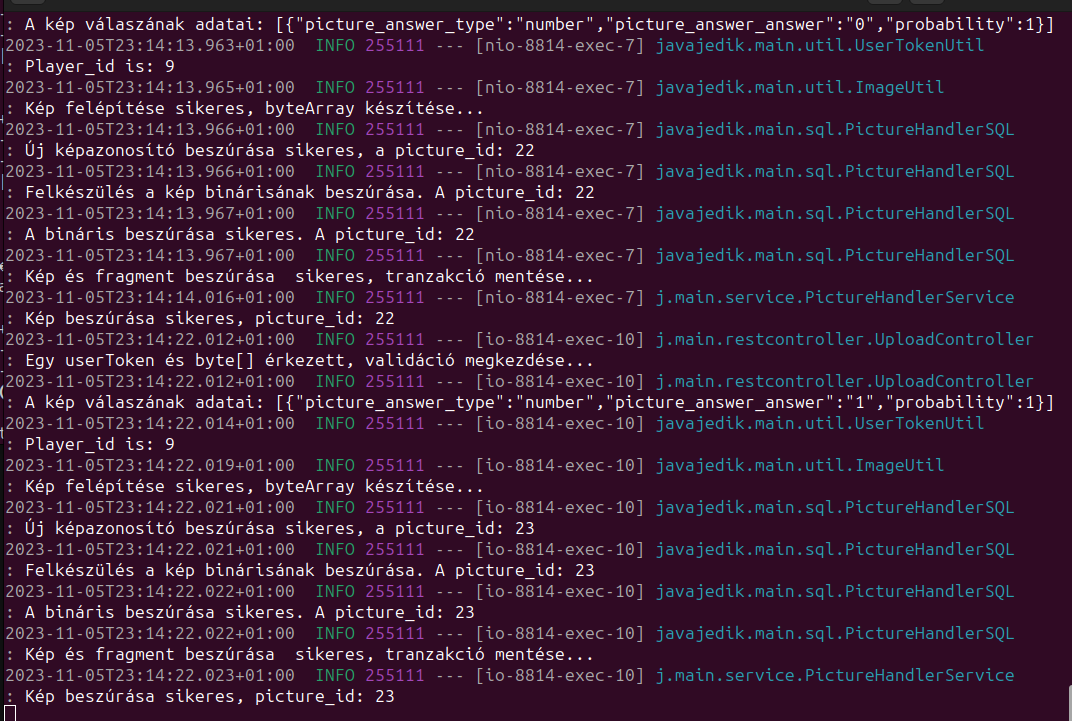 : A kép válaszának adatai: [{"picture_answer_type":"number","picture_answer_answer":"0","probability":1}]
2023-11-05T23:14:13.963+01:00  INFO 255111 --- [nio-8814-exec-7] javajedik.main.util.UserTokenUtil
: Player_id is: 9
2023-11-05T23:14:13.965+01:00  INFO 255111 --- [nio-8814-exec-7] javajedik.main.util.ImageUtil
: Kép felépítése sikeres, byteArray készítése...
2023-11-05T23:14:13.966+01:00  INFO 255111 --- [nio-8814-exec-7] javajedik.main.sql.PictureHandlerSQL
: Új képazonosító beszúrása sikeres, a picture_id: 22
2023-11-05T23:14:13.966+01:00  INFO 255111 --- [nio-8814-exec-7] javajedik.main.sql.PictureHandlerSQL
: Felkészülés a kép binárisának beszúrása. A picture_id: 22
2023-11-05T23:14:13.967+01:00  INFO 255111 --- [nio-8814-exec-7] javajedik.main.sql.PictureHandlerSQL
: A bináris beszúrása sikeres. A picture_id: 22
2023-11-05T23:14:13.967+01:00  INFO 255111 --- [nio-8814-exec-7] javajedik.main.sql.PictureHandlerSQL
: Kép és fragment beszúrása  sikeres, tranzakció mentése...
2023-11-05T23:14:14.016+01:00  INFO 255111 --- [nio-8814-exec-7] j.main.service.PictureHandlerService
: Kép beszúrása sikeres, picture_id: 22
2023-11-05T23:14:22.012+01:00  INFO 255111 --- [io-8814-exec-10] j.main.restcontroller.UploadController
: Egy userToken és byte[] érkezett, validáció megkezdése...
2023-11-05T23:14:22.012+01:00  INFO 255111 --- [io-8814-exec-10] j.main.restcontroller.UploadController
: A kép válaszának adatai: [{"picture_answer_type":"number","picture_answer_answer":"1","probability":1}]
2023-11-05T23:14:22.014+01:00  INFO 255111 --- [io-8814-exec-10] javajedik.main.util.UserTokenUtil
: Player_id is: 9
2023-11-05T23:14:22.019+01:00  INFO 255111 --- [io-8814-exec-10] javajedik.main.util.ImageUtil
: Kép felépítése sikeres, byteArray készítése...
2023-11-05T23:14:22.021+01:00  INFO 255111 --- [io-8814-exec-10] javajedik.main.sql.PictureHandlerSQL
: Új képazonosító beszúrása sikeres, a picture_id: 23
2023-11-05T23:14:22.021+01:00  INFO 255111 --- [io-8814-exec-10] javajedik.main.sql.PictureHandlerSQL
: Felkészülés a kép binárisának beszúrása. A picture_id: 23
2023-11-05T23:14:22.022+01:00  INFO 255111 --- [io-8814-exec-10] javajedik.main.sql.PictureHandlerSQL
: A bináris beszúrása sikeres. A picture_id: 23
2023-11-05T23:14:22.022+01:00  INFO 255111 --- [io-8814-exec-10] javajedik.main.sql.PictureHandlerSQL
: Kép és fragment beszúrása  sikeres, tranzakció mentése...
2023-11-05T23:14:22.023+01:00  INFO 255111 --- [io-8814-exec-10] j.main.service.PictureHandlerService
: Kép beszúrása sikeres, picture_id: 23